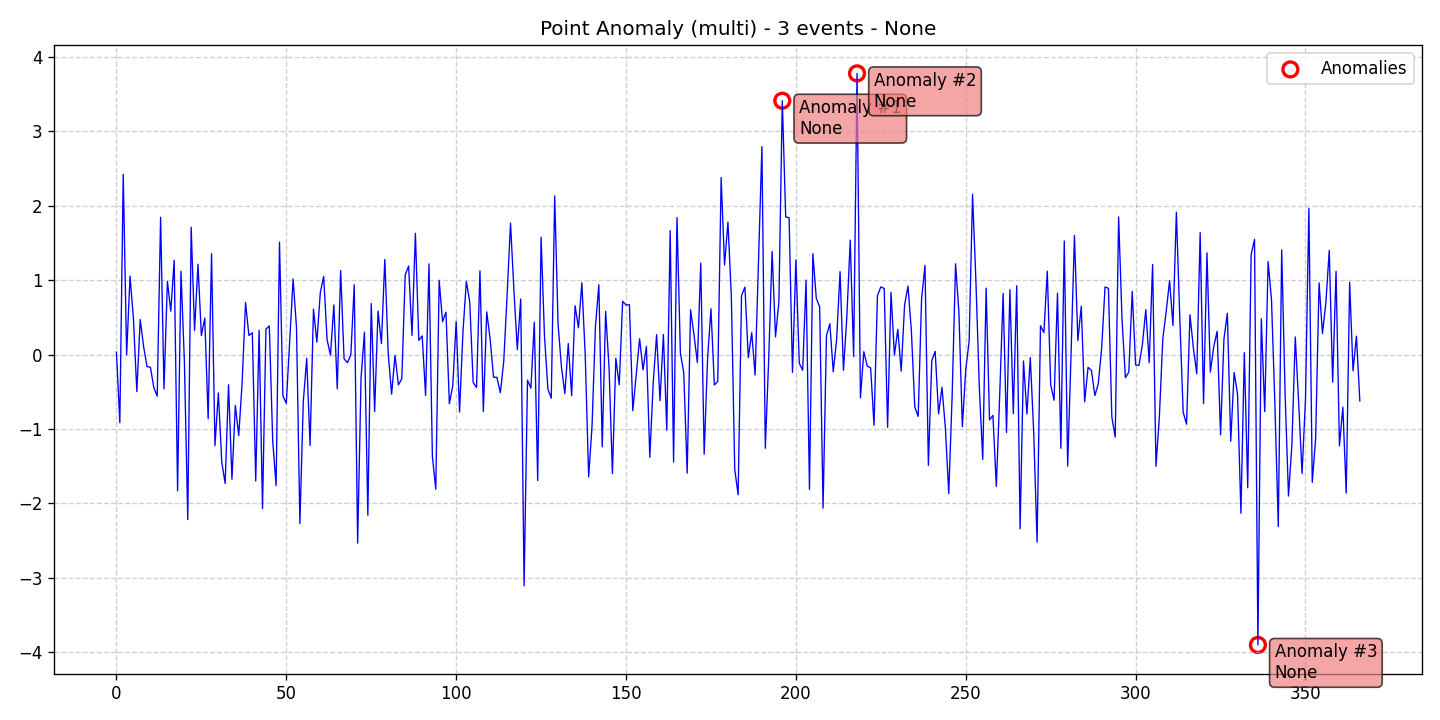 Point Anomaly (multi) - 3 events - None
Anomalies
Anomaly #2
None
Anomaly #1
None
Anomaly #3
None
4
3
2
1
0
−1
−2
−3
−4
0
50
100
150
200
250
300
350